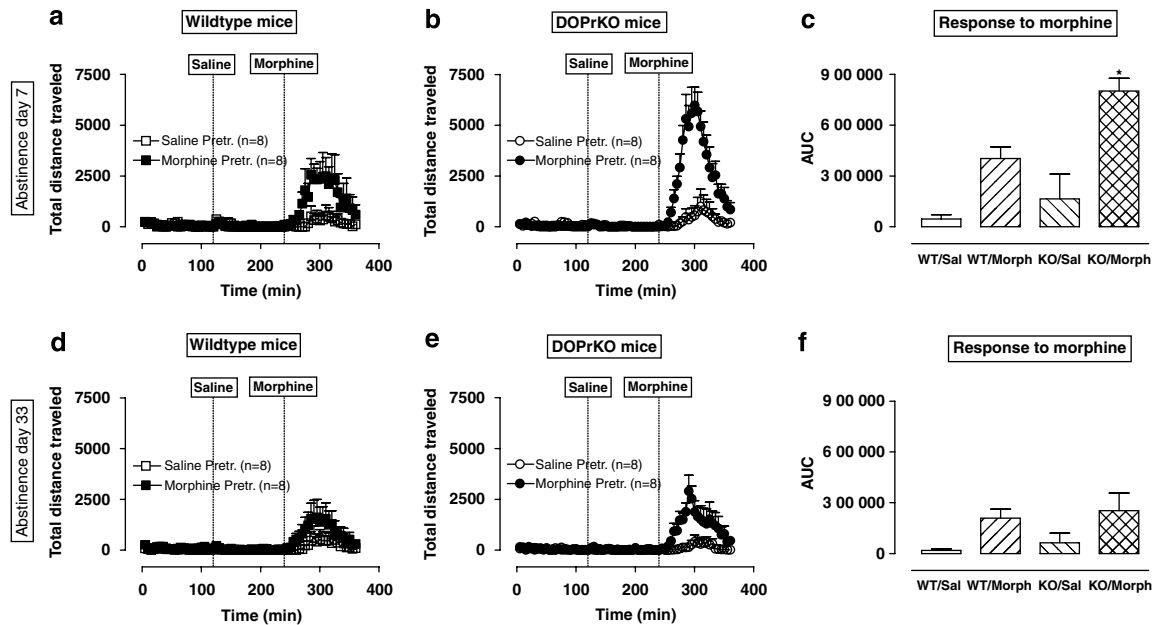 a
Wildtype mice
b
DOPrKO mice
c
Response to morphine
Abstinence day 7
Total distance traveled
7500
5000
2500
0
Saline
Morphine
Saline Pretr. (n=8)
Morphine Pretr. (n=8)
0 100 200 300 400
Time (min)
Total distance traveled
7500
5000
2500
0
Saline
Morphine
Saline Pretr. (n=8)
Morphine Pretr. (n=8)
0 100 200 300 400
Time (min)
AUC
9 00 000
6 00 000
3 00 000
0
*
WT/Sal WT/Morph KO/Sal KO/Morph
d
Wildtype mice
e
DOPrKO mice
f
Response to morphine
Abstinence day 33
Total distance traveled
7500
5000
2500
0
Saline
Morphine
Saline Pretr. (n=8)
Morphine Pretr. (n=8)
0 100 200 300 400
Time (min)
Total distance traveled
7500
5000
2500
0
Saline
Morphine
Saline Pretr. (n=8)
Morphine Pretr. (n=8)
0 100 200 300 400
Time (min)
AUC
9 00 000
6 00 000
3 00 000
0
WT/Sal WT/Morph KO/Sal KO/Morph